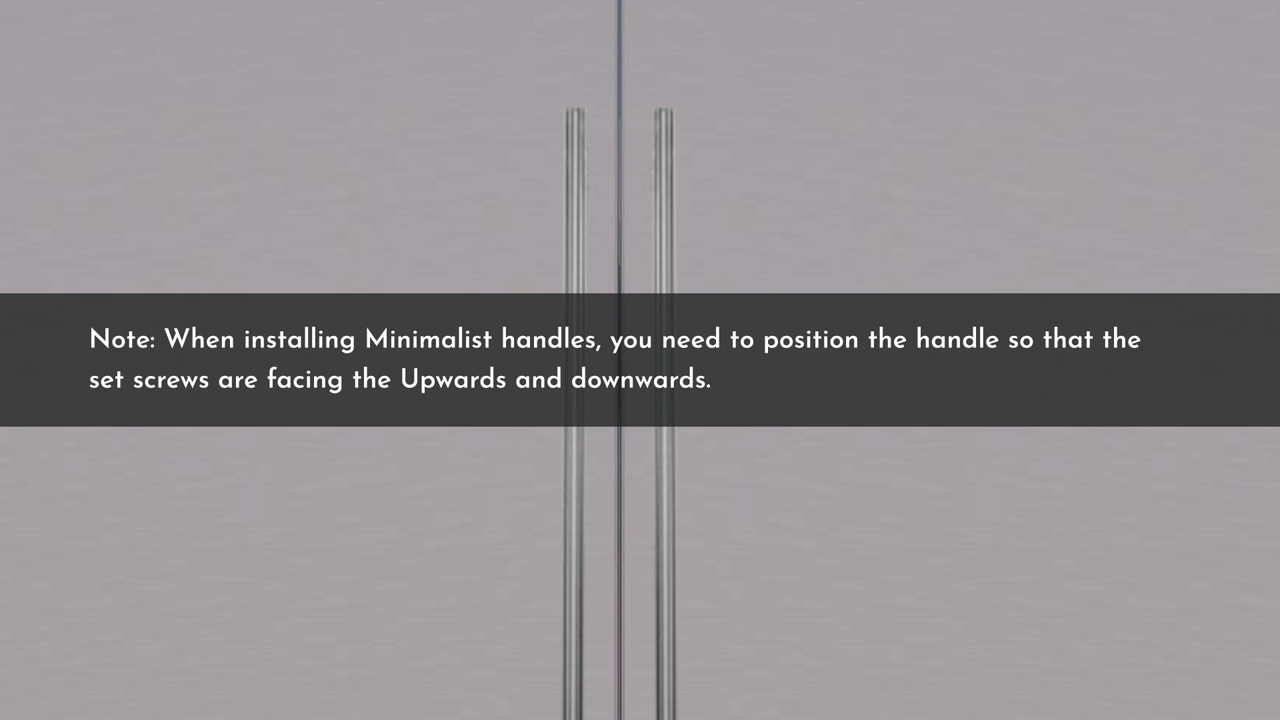 Note: When installing Minimalist handles, you need to position the handle so that the
set screws are facing the Upwards and downwards.